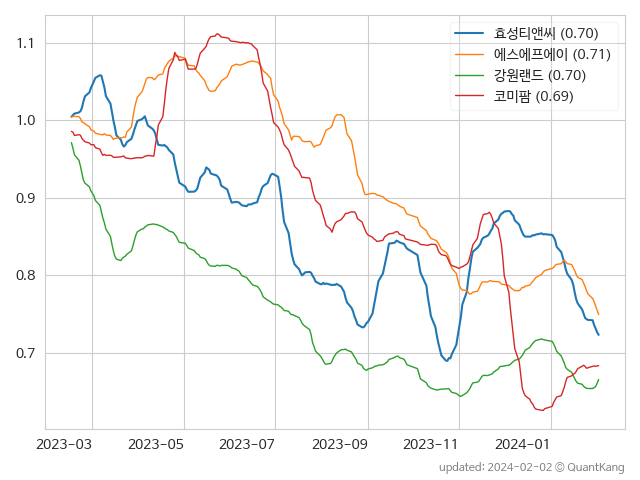 효성티앤씨 (0.70)
에스에프에이 (0.71)
강원랜드 (0.70)
코미팜 (0.69)
1.1
1.0
0.9
0.8
0.7
2023-03 2023-05 2023-07 2023-09 2023-11 2024-01
updated: 2024-02-02 © QuantKang